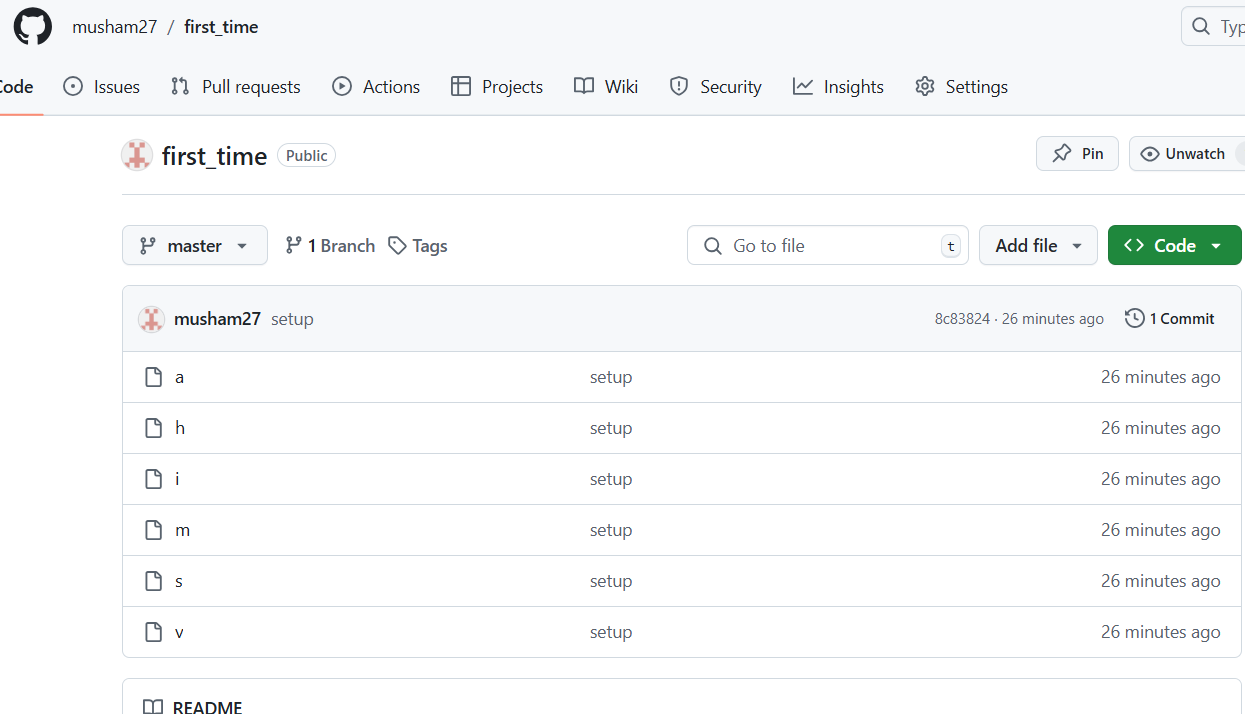 musham27 / first_time
Code Issues Pull requests Actions Projects Wiki Security Insights Settings
first_time Public Pin Unwatch
master 1 Branch Tags Go to file t Add file Code
musham27 setup 8c83824 · 26 minutes ago 1 Commit
a setup 26 minutes ago
h setup 26 minutes ago
i setup 26 minutes ago
m setup 26 minutes ago
s setup 26 minutes ago
v setup 26 minutes ago
README